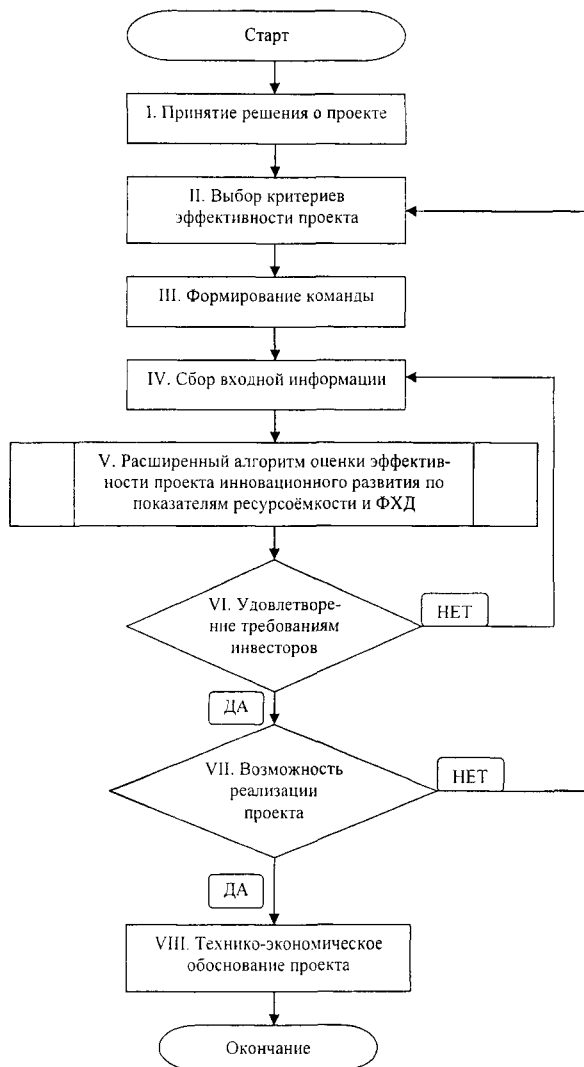 Старт
I. Принятие решения о проекте
II. Выбор критериев
эффективности проекта
III. Формирование команды
IV. Сбор входной информации
V. Расширенный алгоритм оценки эффектив-
ности проекта инновационного развития по
показателям ресурсоёмкости и ФХД
VI. Удовлетворе-
ние требованиям
инвесторов
НЕТ
ДА
VII. Возможность
реализации
проекта
НЕТ
ДА
VIII. Технико-экономическое
обоснование проекта
Окончание